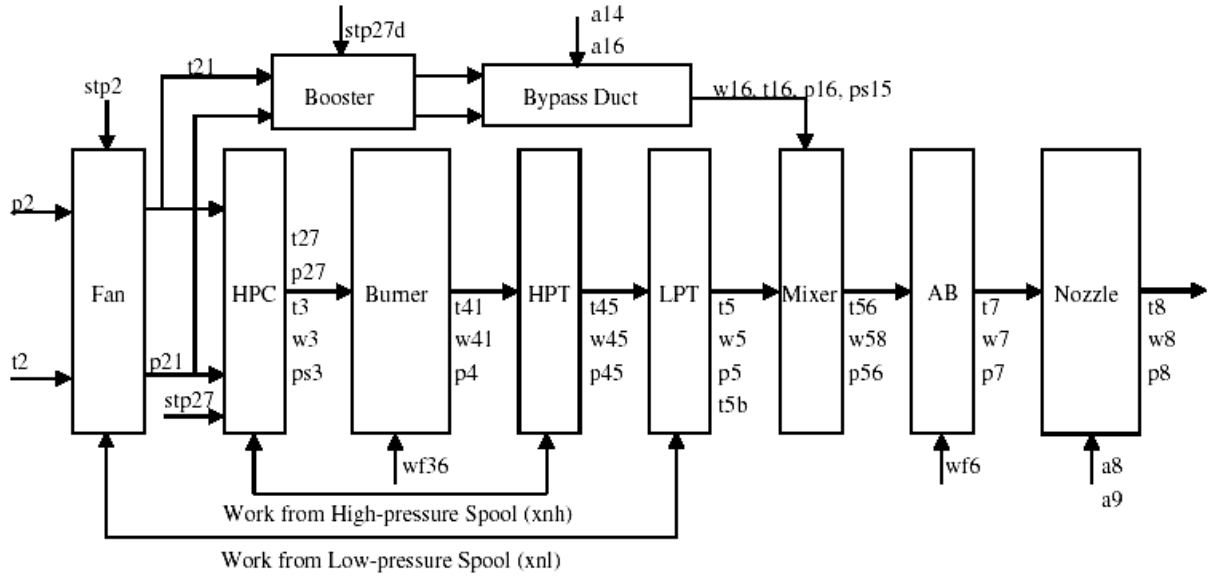 stp27d
a14
a16
t21
stp2
Booster
Bypass Duct
w16, t16, p16, ps15
p2
t2
Fan
p21
stp27
HPC
t27
p27
t3
w3
ps3
Burner
wf36
t41
w41
p4
HPT
t45
w45
p45
LPT
t5
w5
p5
t5b
Mixer
t56
w58
p56
AB
wf6
t7
w7
p7
Nozzle
a8
a9
t8
w8
p8
Work from High-pressure Spool (xnh)
Work from Low-pressure Spool (xnl)